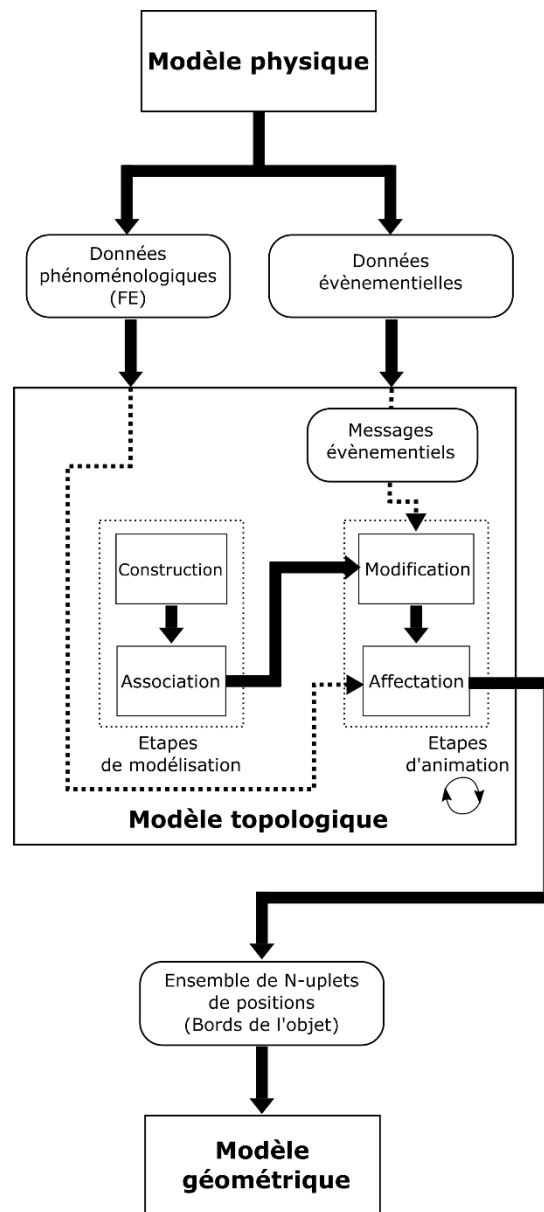 Modèle physique
Données
phénoménologiques
(FE)
Données
évènementielles
Messages
évènementiels
Construction
Modification
Association
Affectation
Etapes
de modélisation
Etapes
d'animation
Modèle topologique
Ensemble de N-uplets
de positions
(Bords de l'objet)
Modèle
géométrique